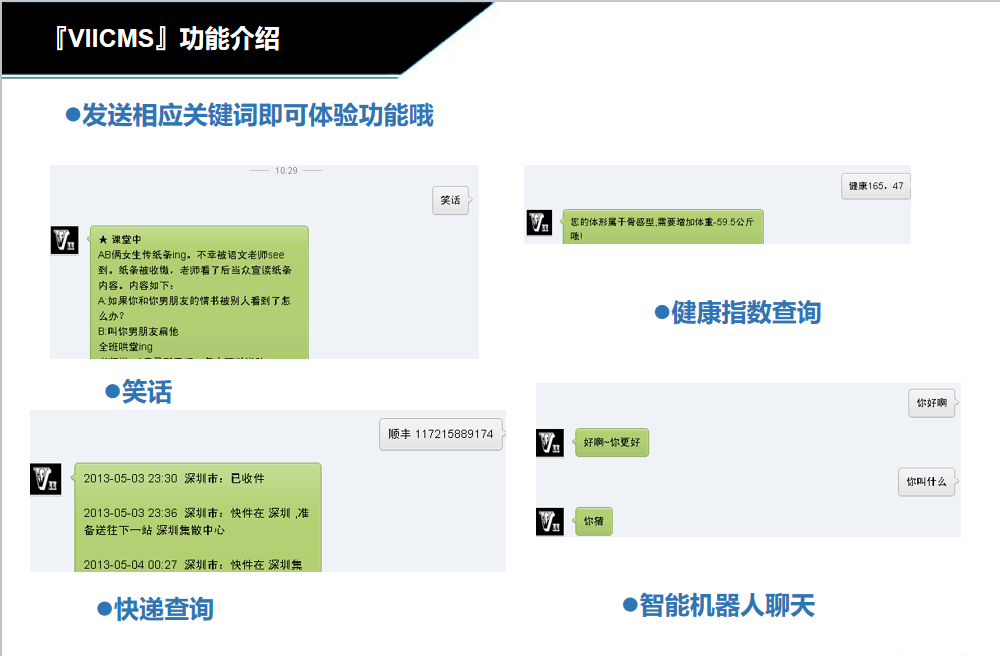 『VIICMS』功能介绍
●发送相应关键词即可体验功能哦
10:29
笑话
★ 课堂中
AB俩女生传纸条ing。不幸被语文老师see
到。纸条被收缴，老师看了后当众宣读纸条
内容。内容如下：
A:如果你和你男朋友的情书被别人看到了怎
么办？
B:叫你男朋友扁他
全班哄堂ing
●笑话
健康165，47
您的体形属于骨感型,需要增加体重-59.5公斤
哦!
●健康指数查询
顺丰 117215889174
2013-05-03 23:30 深圳市：已收件
2013-05-03 23:36 深圳市：快件在 深圳 ,准
备送往下一站 深圳集散中心
2013-05-04 00:27 深圳市：快件在 深圳集
●快递查询
你好啊
好啊~你更好
你叫什么
你猜
●智能机器人聊天